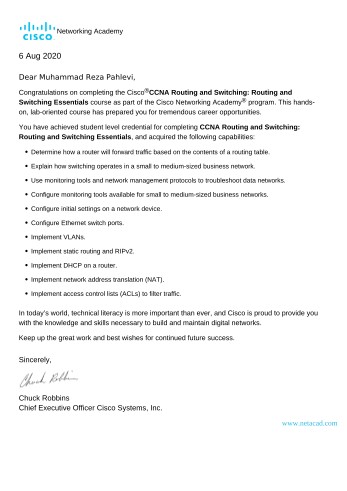 CISCO Networking Academy
6 Aug 2020
Dear Muhammad Reza Pahlevi,
Congratulations on completing the Cisco®CCNA Routing and Switching: Routing and
Switching Essentials course as part of the Cisco Networking Academy® program. This hands-
on, lab-oriented course has prepared you for tremendous career opportunities.
You have achieved student level credential for completing CCNA Routing and Switching:
Routing and Switching Essentials, and acquired the following capabilities:
• Determine how a router will forward traffic based on the contents of a routing table.
• Explain how switching operates in a small to medium-sized business network.
• Use monitoring tools and network management protocols to troubleshoot data networks.
• Configure monitoring tools available for small to medium-sized business networks.
• Configure initial settings on a network device.
• Configure Ethernet switch ports.
• Implement VLANs.
• Implement static routing and RIPv2.
• Implement DHCP on a router.
• Implement network address translation (NAT).
• Implement access control lists (ACLs) to filter traffic.
In today's world, technical literacy is more important than ever, and Cisco is proud to provide you
with the knowledge and skills necessary to build and maintain digital networks.
Keep up the great work and best wishes for continued future success.
Sincerely,
Chuck Robbins
Chuck Robbins
Chief Executive Officer Cisco Systems, Inc.
www.netacad.com